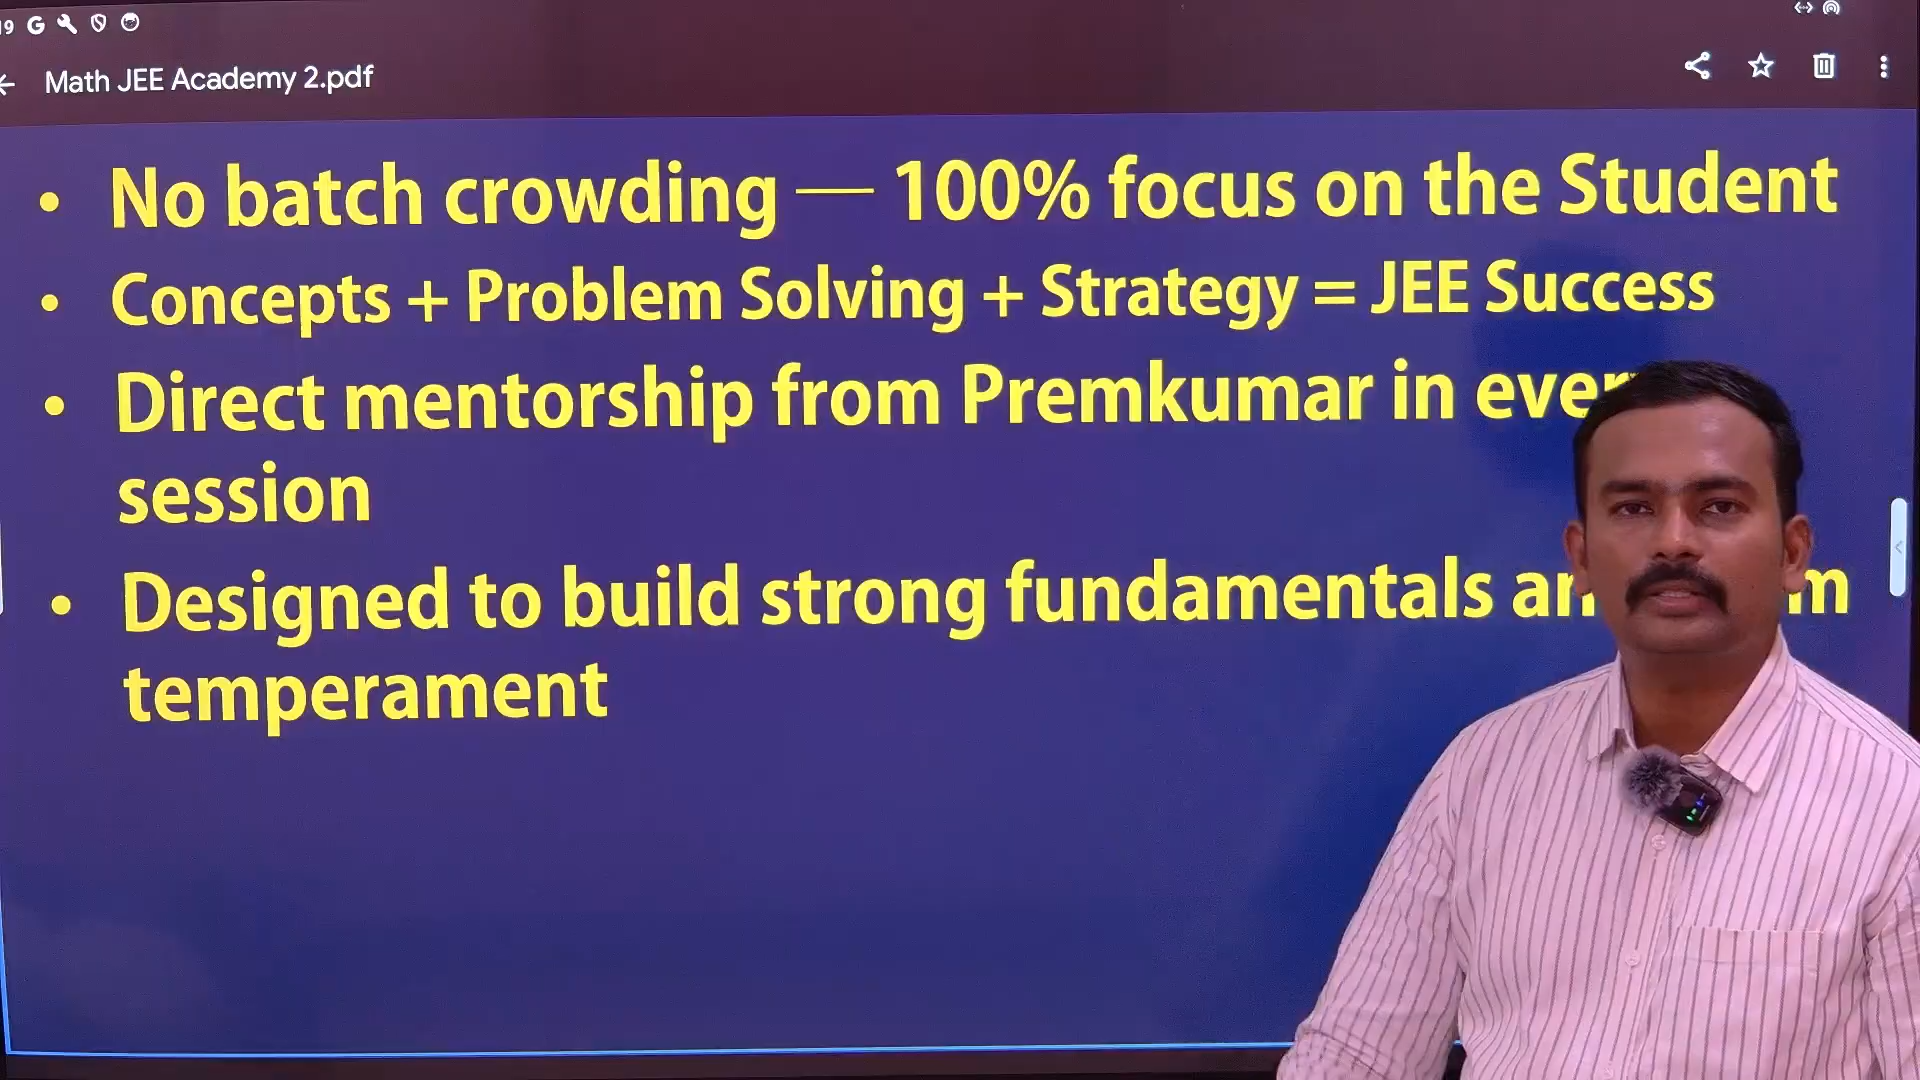 19
Math JEE Academy 2.pdf
• No batch crowding — 100% focus on the Student
• Concepts + Problem Solving + Strategy = JEE Success
• Direct mentorship from Premkumar in
session
• Designed to build strong fundamentals
temperament